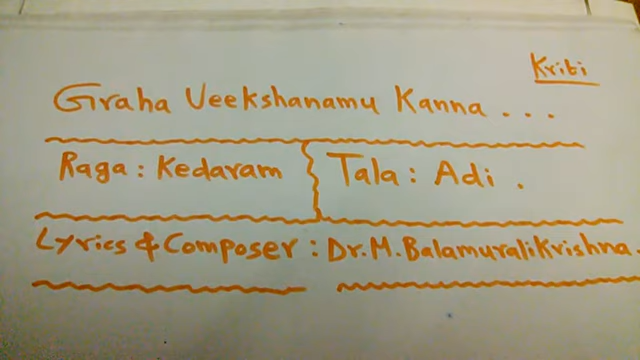 Kriti
Graha Veekshanamu Kanna . . .
Raga : Kedaram
Tala : Adi .
Lyrics & Composer : Dr. M. BalamuraliKrishna.